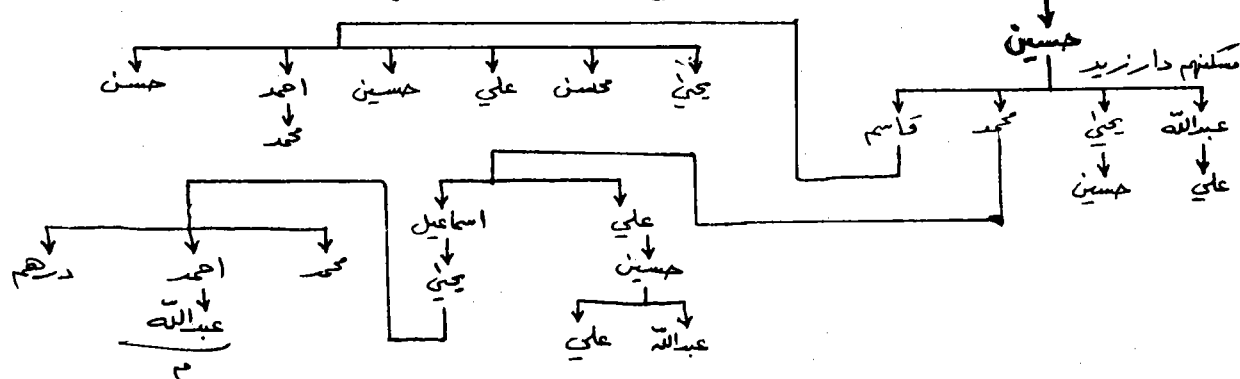 حسين
مسكنهم دار زيد
عبدالله يحيى محمد قاسم
علي حسين
يحيى محسن علي حسين احمد حسن
محمد
علي اسماعيل
حسين يحيى
عبدالله علي
محمد احمد درهم
عبدالله
م